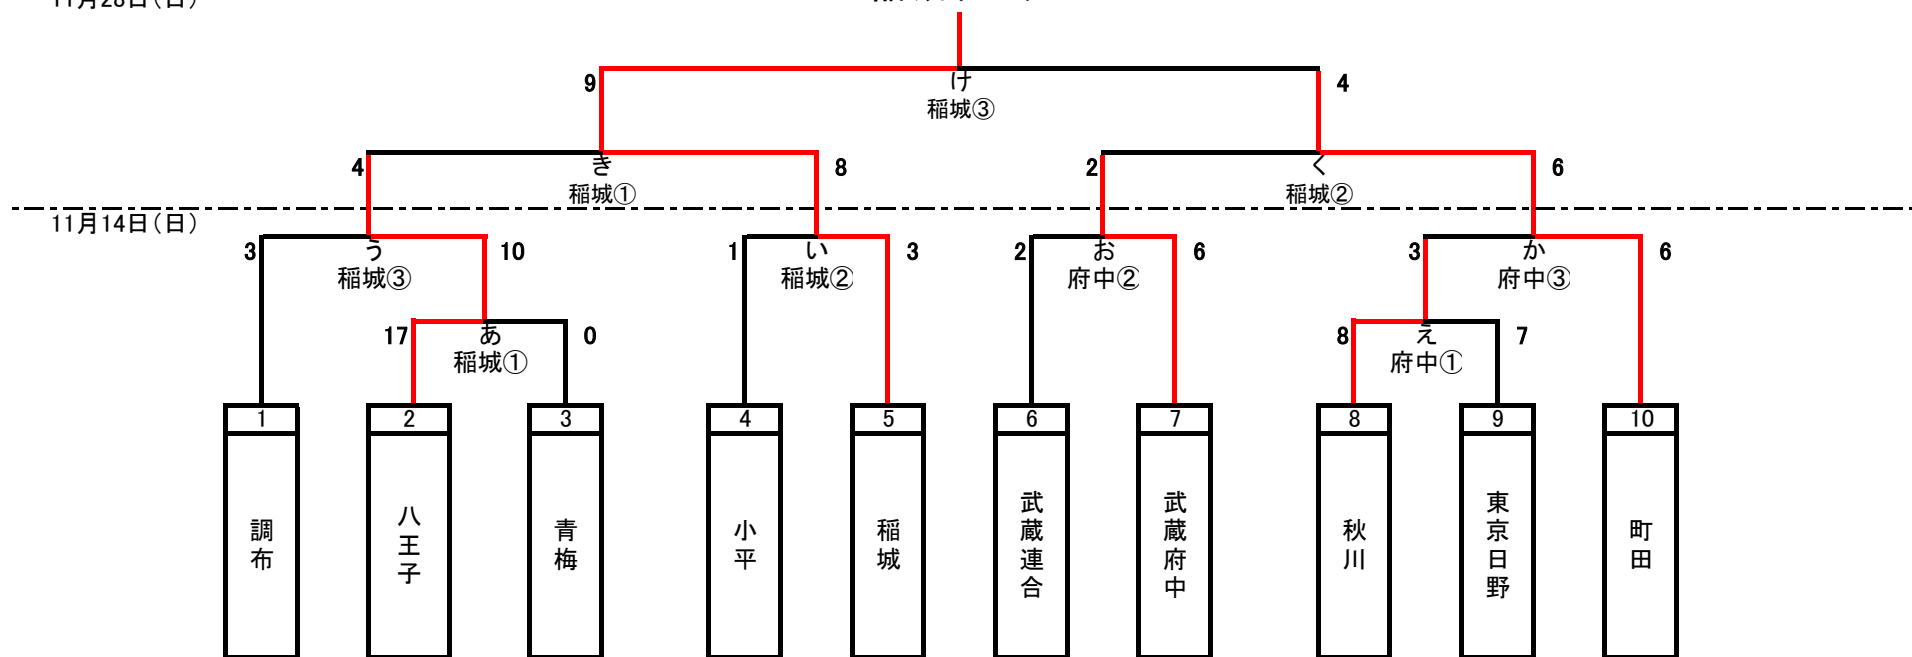 9
け
4
稲城③
4
き
8
2
く
6
稲城①
稲城②
11月14日(日)
3
う
10
1
い
3
2
お
6
3
か
6
稲城③
稲城②
府中②
府中③
17
あ
0
8
え
7
稲城①
府中①
1
2
3
4
5
6
7
8
9
10
調布
八王子
青梅
小平
稲城
武蔵連合
武蔵府中
秋川
東京日野
町田